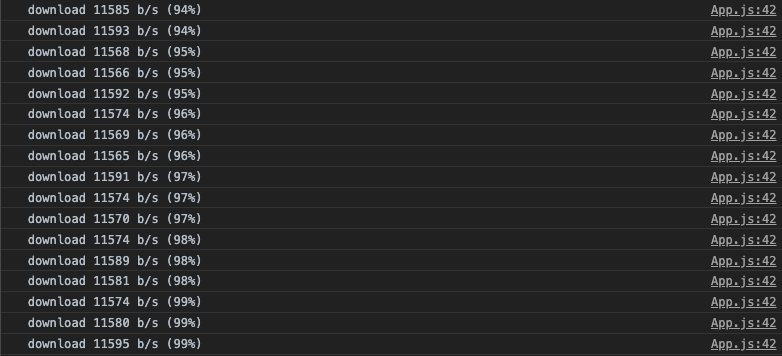 download 11585 b/s (94%) App.js:42
download 11593 b/s (94%) App.js:42
download 11568 b/s (95%) App.js:42
download 11566 b/s (95%) App.js:42
download 11592 b/s (95%) App.js:42
download 11574 b/s (96%) App.js:42
download 11569 b/s (96%) App.js:42
download 11565 b/s (96%) App.js:42
download 11591 b/s (97%) App.js:42
download 11574 b/s (97%) App.js:42
download 11570 b/s (97%) App.js:42
download 11574 b/s (98%) App.js:42
download 11589 b/s (98%) App.js:42
download 11581 b/s (98%) App.js:42
download 11574 b/s (99%) App.js:42
download 11580 b/s (99%) App.js:42
download 11595 b/s (99%) App.js:42